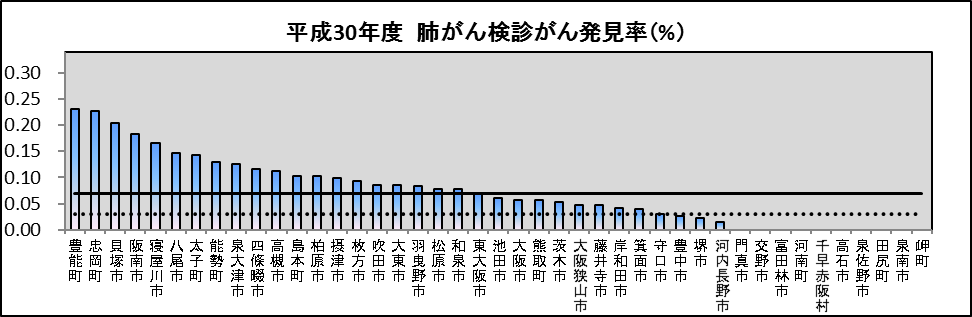 平成30年度 肺がん検診がん発見率(%)
0.30
0.25
0.20
0.15
0.10
0.05
0.00
豊能町
忠岡町
貝塚市
阪南市
寝屋川市
八尾市
太子町
能勢町
泉大津市
四條畷市
高槻市
島本町
柏原市
摂津市
枚方市
吹田市
大東市
羽曳野市
松原市
和泉市
東大阪市
池田市
大阪市
熊取町
茨木市
大阪狭山市
藤井寺市
岸和田市
箕面市
守口市
豊中市
堺市
河内長野市
門真市
交野市
富田林市
河南町
千早赤阪村
高石市
泉佐野市
田尻町
泉南市
岬町